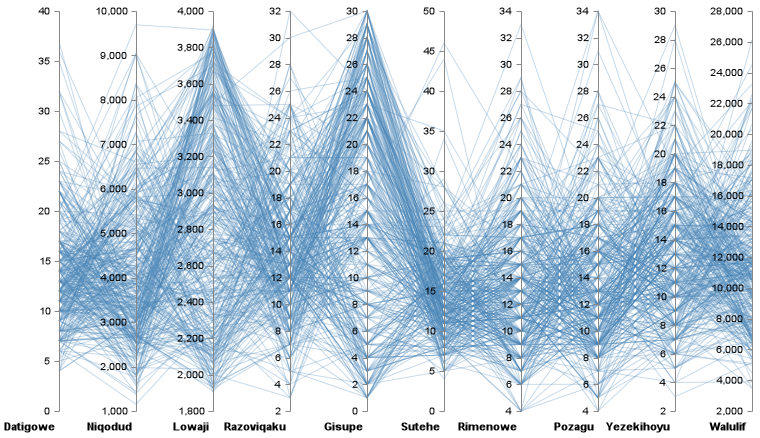 40 35 30 25 20 15 10 5 0
10,000 9,000 8,000 7,000 6,000 5,000 4,000 3,000 2,000 1,000
4,000 3,800 3,600 3,400 3,200 3,000 2,800 2,600 2,400 2,200 2,000 1,800
32 30 28 26 24 22 20 18 16 14 12 10 8 6 4 2
30 28 26 24 22 20 18 16 14 12 10 8 6 4 2 0
50 45 40 35 30 25 20 15 10 5 0
34 32 30 28 26 24 22 20 18 16 14 12 10 8 6 4
34 32 30 28 26 24 22 20 18 16 14 12 10 8 6 4
30 28 26 24 22 20 18 16 14 12 10 8 6 4 2
28,000 26,000 24,000 22,000 20,000 18,000 16,000 14,000 12,000 10,000 8,000 6,000 4,000 2,000
Datigowe Niqodud Lowaji Razoviqaku Gisupe Sutehe Rimenowe Pozagu Yezekihoyu Walulif